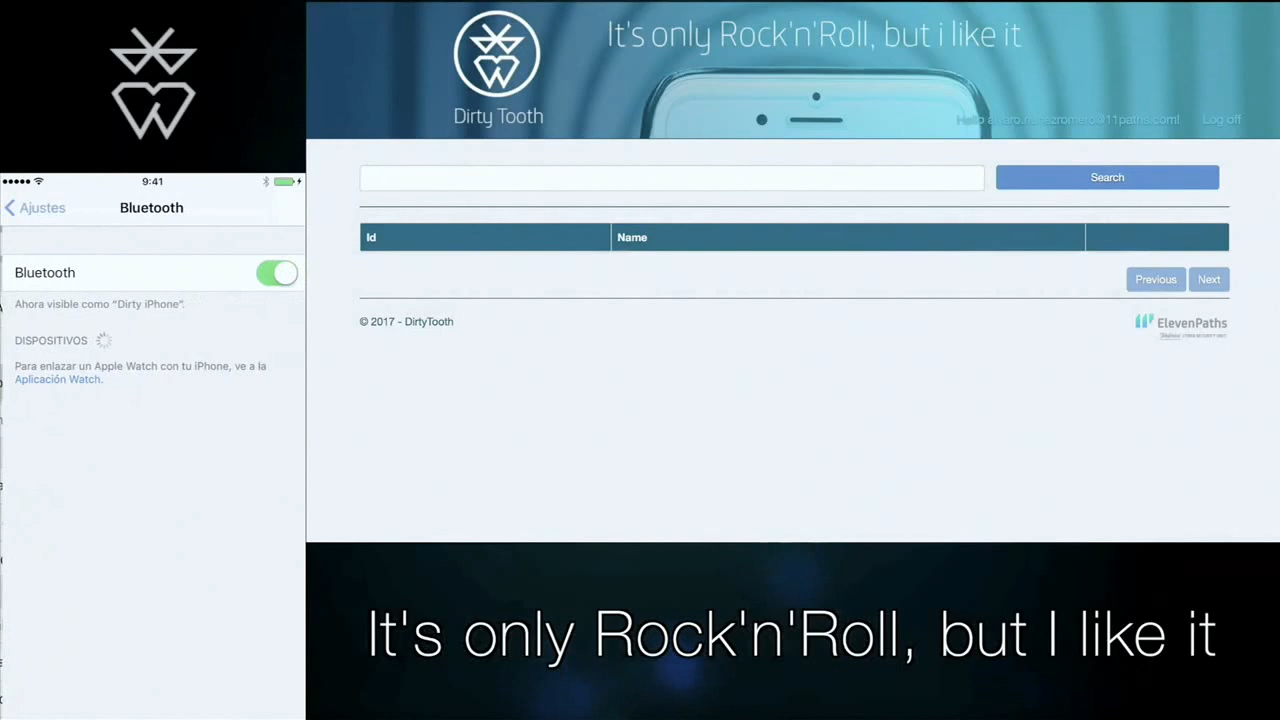 9:41
Ajustes
Bluetooth
Bluetooth
Ahora visible como “Dirty iPhone”.
DISPOSITIVOS
Para enlazar un Apple Watch con tu iPhone, ve a la
Aplicación Watch.
Dirty Tooth
It's only Rock'n'Roll, but i like it
Log off
Search
Id
Name
Previous
Next
© 2017 - DirtyTooth
ElevenPaths
It's only Rock'n'Roll, but I like it